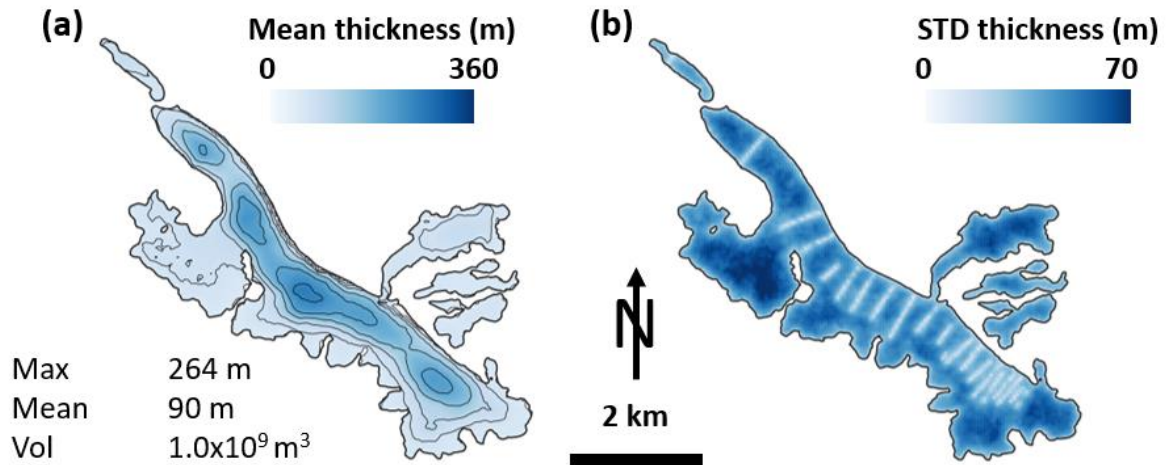 (a)
Mean thickness (m)
0 360
Max 264 m
Mean 90 m
Vol 1.0x10⁹ m³
(b)
STD thickness (m)
0 70
N
2 km